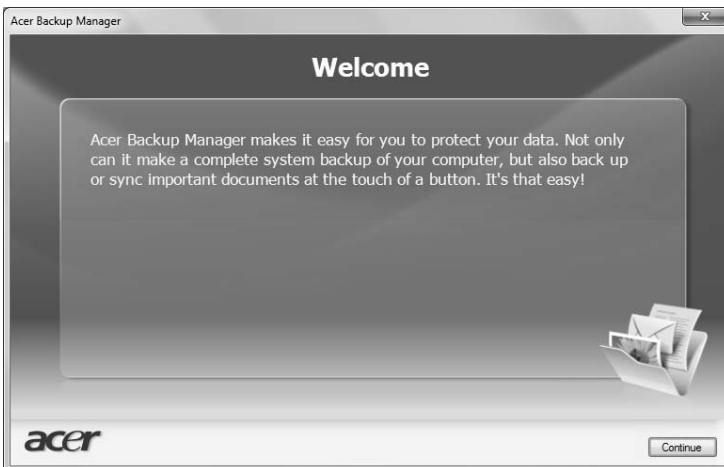 Acer Backup Manager
x
Welcome
Acer Backup Manager makes it easy for you to protect your data. Not only
can it make a complete system backup of your computer, but also back up
or sync important documents at the touch of a button. It's that easy!
acer
Continue